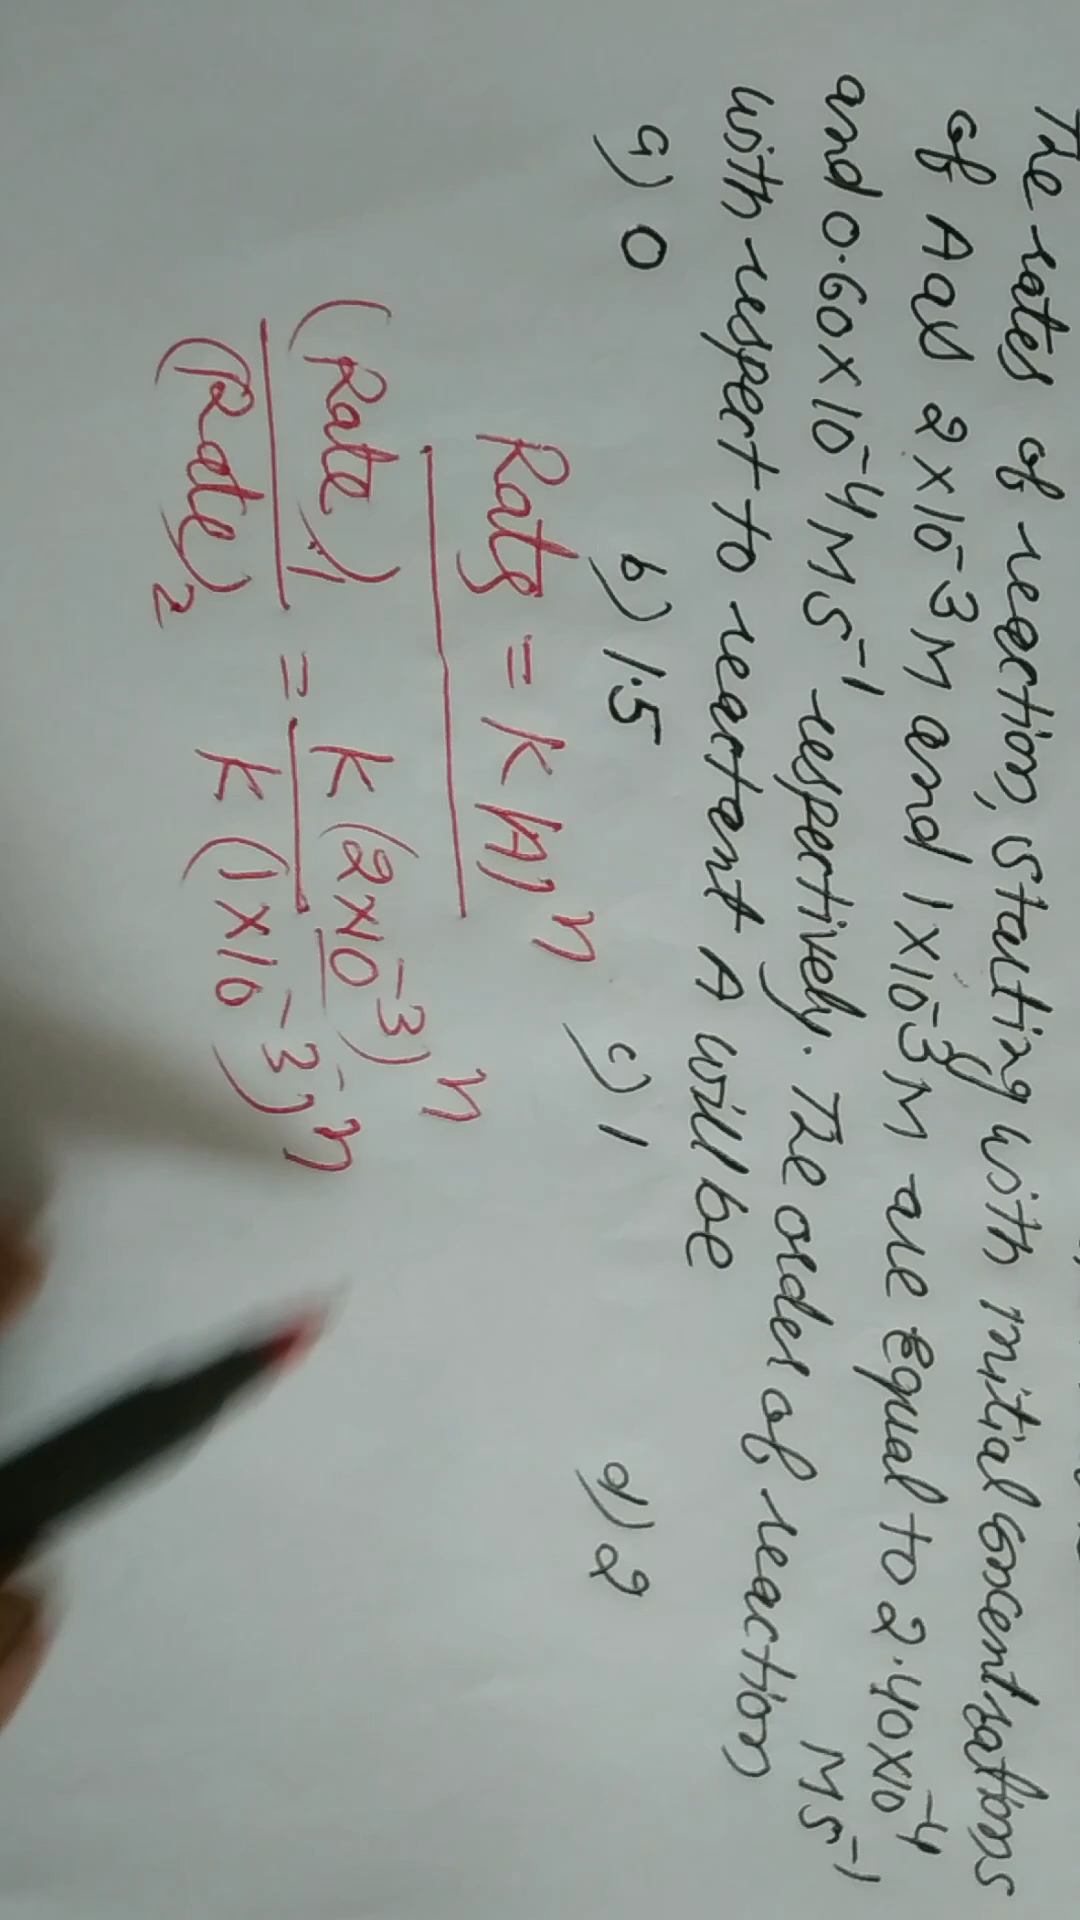 The rates of reaction, starting with initial concentrations
of A as 2×10⁻³M and 1×10⁻³M are equal to 2.40×10⁻⁴ MS⁻¹
and 0.60×10⁻⁴MS⁻¹ respectively. The order of reaction
with respect to reactant A will be
a) 0 b) 1.5 c) 1 d) 2
Rate = K[A]ⁿ
(Rate)₁ = K(2×10⁻³)ⁿ
(Rate)₂ K(1×10⁻³)ⁿ